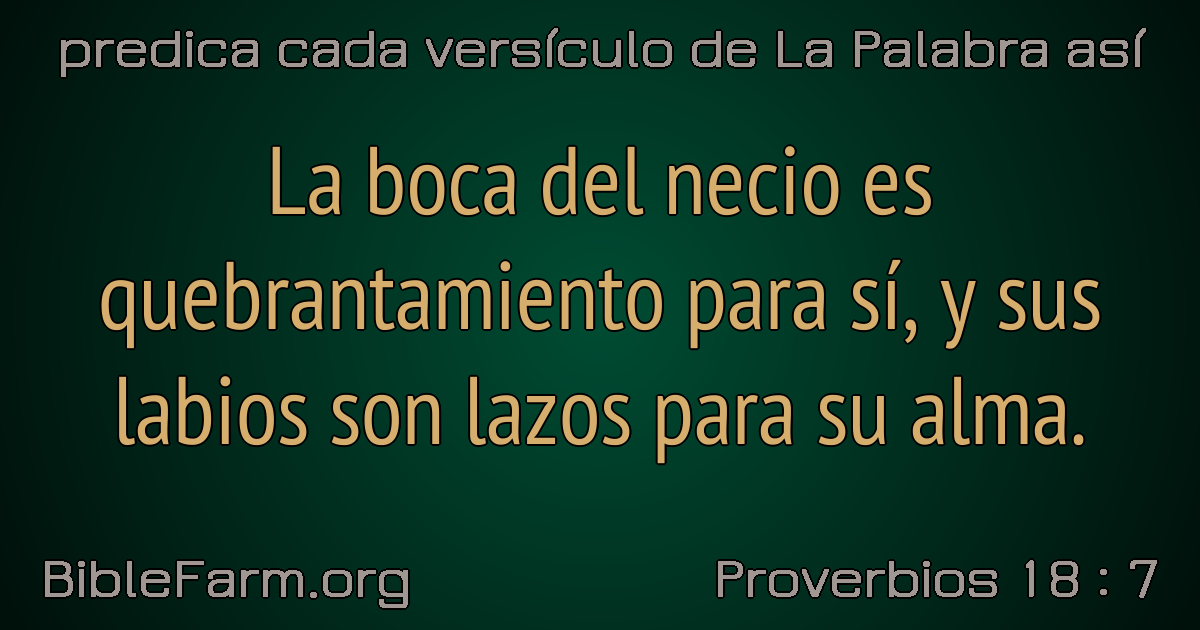 predica cada versículo de La Palabra así
La boca del necio es
quebrantamiento para sí, y sus
labios son lazos para su alma.
BibleFarm.org
Proverbios 18 : 7